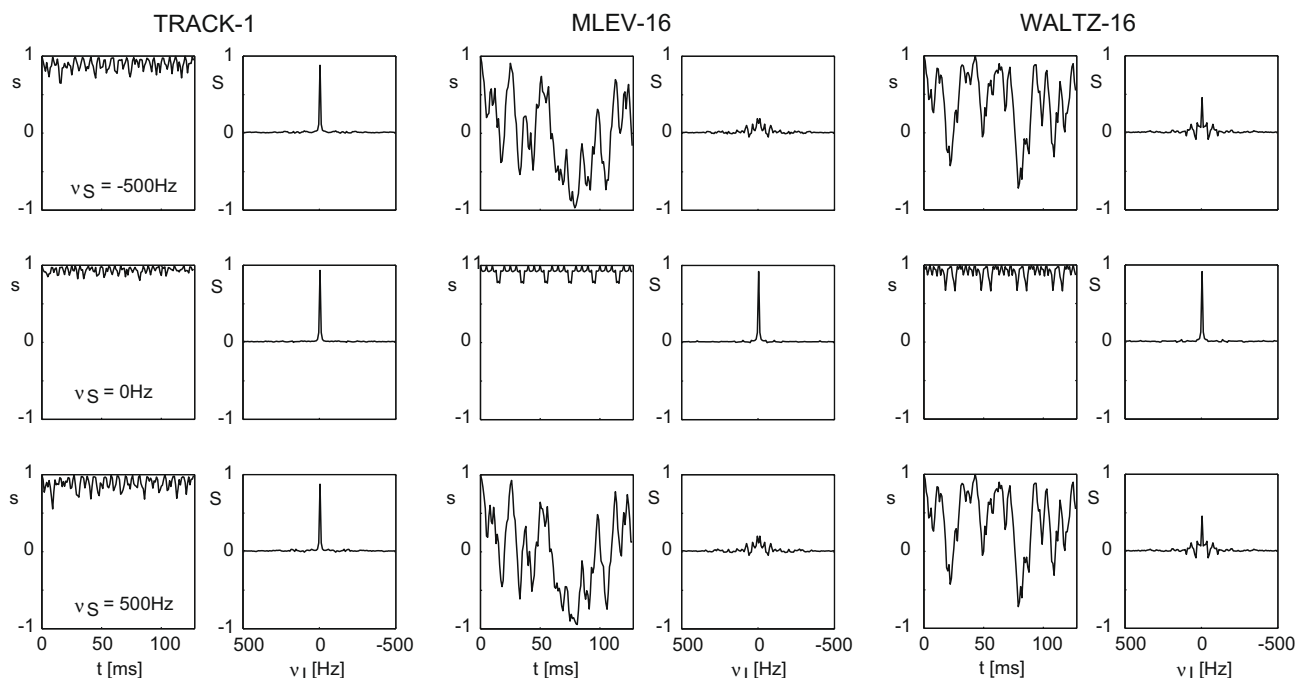 TRACK-1 MLEV-16 WALTZ-16
1 1 1 1 1 1
s S s S s S
0 0 0 0 0 0
νS = -500Hz
-1 -1 -1 -1 -1 -1
1 1 11 1 1 1
s S s S s S
0 0 0 0 0 0
νS = 0Hz
-1 -1 -1 -1 -1 -1
1 1 1 1 1 1
s S s S s S
0 0 0 0 0 0
νS = 500Hz
-1 -1 -1 -1 -1 -1
0 50 100 500 0 -500 0 50 100 500 0 -500 0 50 100 500 0 -500
t [ms] νI [Hz] t [ms] νI [Hz] t [ms] νI [Hz]